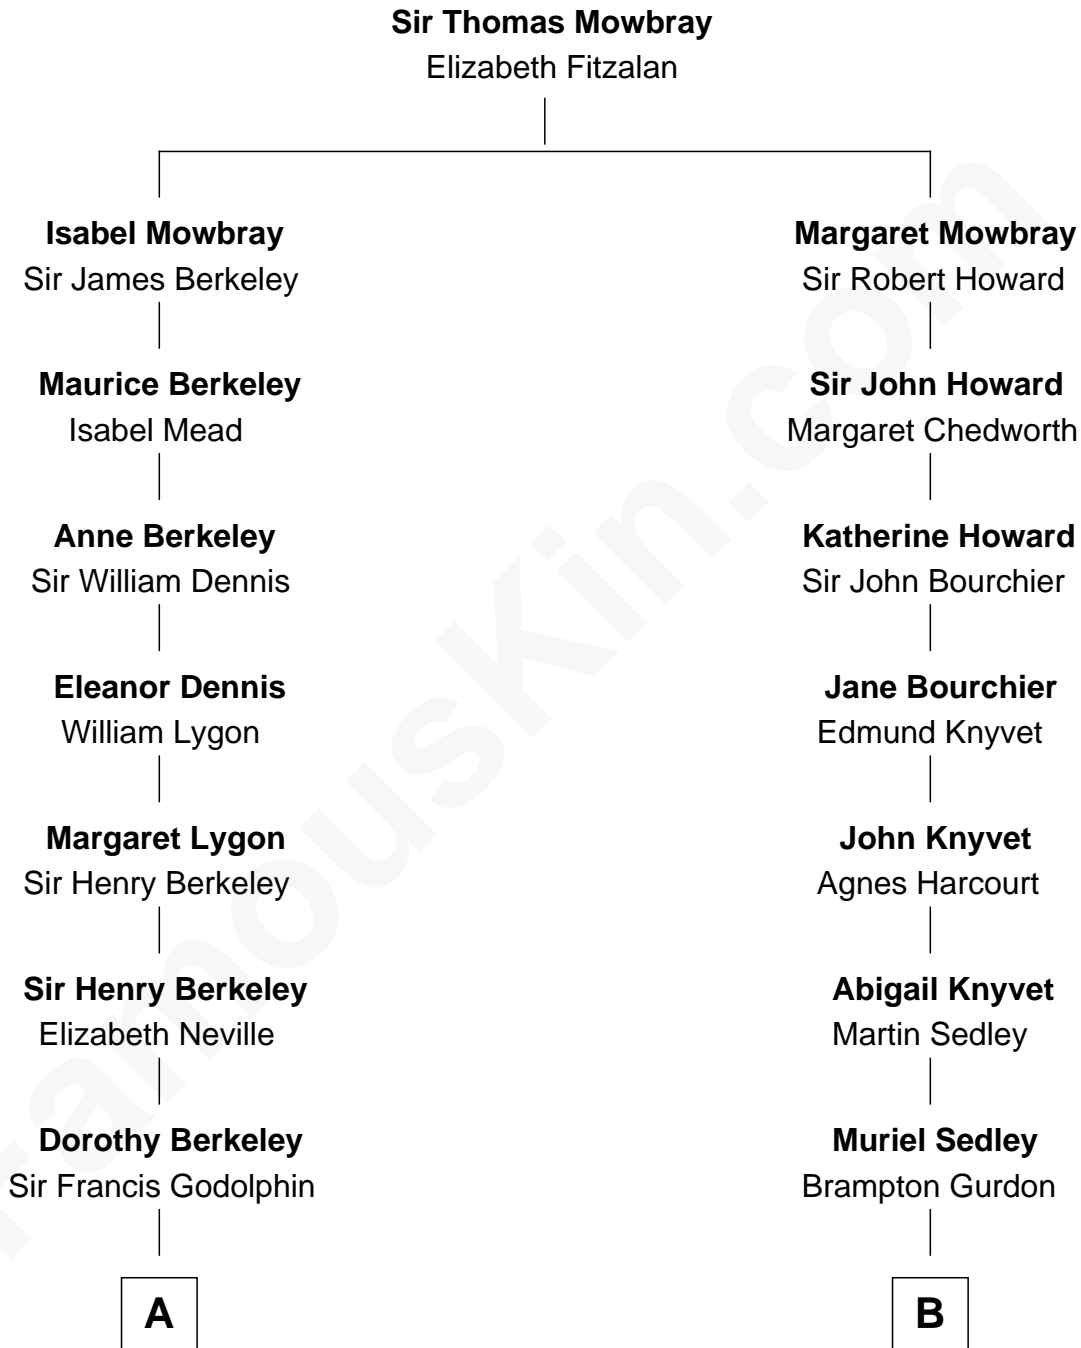 Sir Thomas Mowbray
Elizabeth Fitzalan
Isabel Mowbray
Sir James Berkeley
Margaret Mowbray
Sir Robert Howard
Maurice Berkeley
Isabel Mead
Sir John Howard
Margaret Chedworth
Anne Berkeley
Sir William Dennis
Katherine Howard
Sir John Bourchier
Eleanor Dennis
William Lygon
Jane Bourchier
Edmund Knyvet
Margaret Lygon
Sir Henry Berkeley
John Knyvet
Agnes Harcourt
Sir Henry Berkeley
Elizabeth Neville
Abigail Knyvet
Martin Sedley
Dorothy Berkeley
Sir Francis Godolphin
Muriel Sedley
Brampton Gurdon
A
B
FamousKin.com